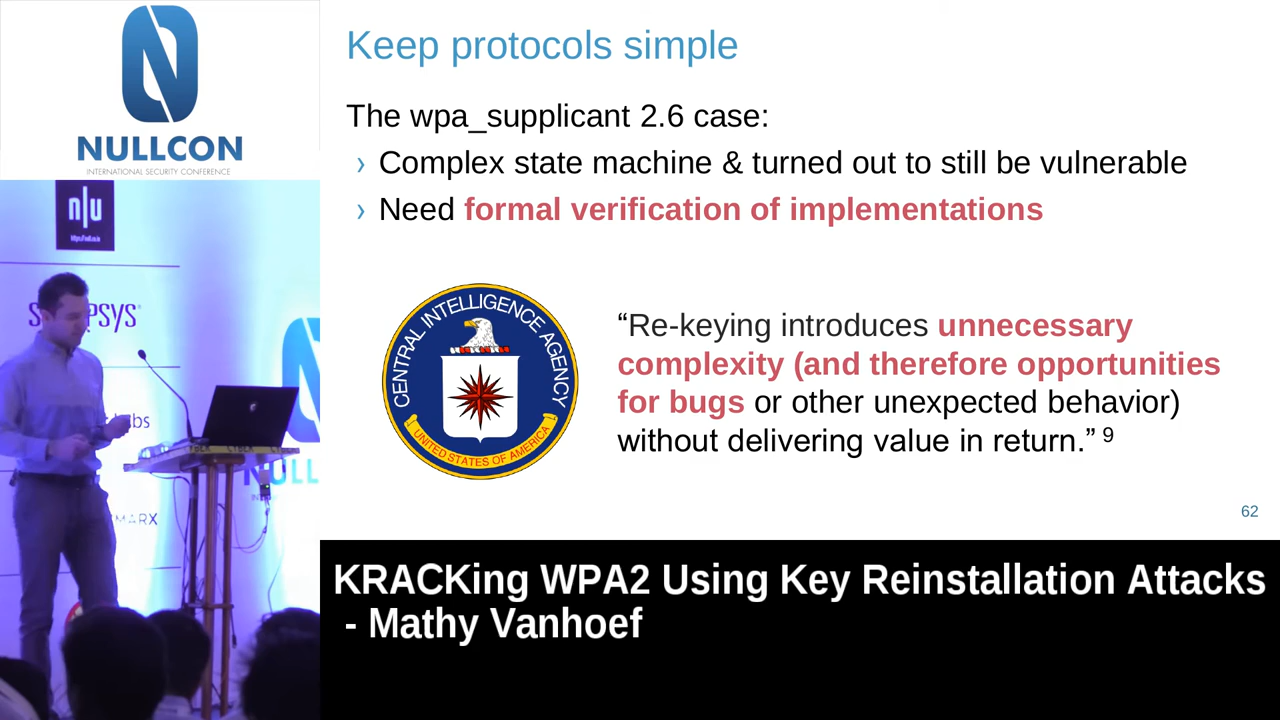 NULLCON
INTERNATIONAL SECURITY CONFERENCE
n|u
Keep protocols simple
The wpa_supplicant 2.6 case:
› Complex state machine & turned out to still be vulnerable
› Need formal verification of implementations
CENTRAL INTELLIGENCE AGENCY
UNITED STATES OF AMERICA
“Re-keying introduces unnecessary
complexity (and therefore opportunities
for bugs or other unexpected behavior)
without delivering value in return.” 9
62
KRACKing WPA2 Using Key Reinstallation Attacks
- Mathy Vanhoef